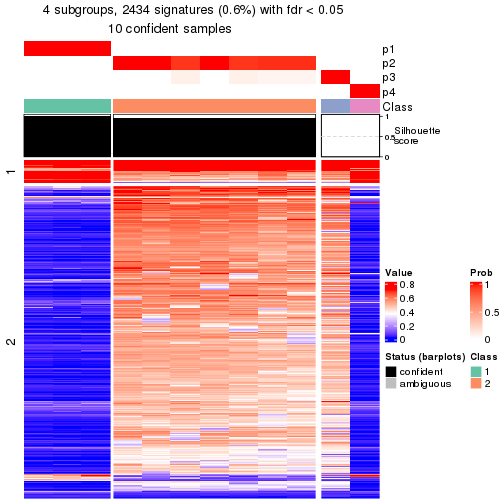 4 subgroups, 2434 signatures (0.6%) with fdr < 0.05
10 confident samples
p1
p2
p3
p4
Class
1
0.5
0
Silhouette
score
1
2
Value
0.8
0.6
0.4
0.2
0
Prob
1
0.5
0
Status (barplots)
confident
ambiguous
Class
1
2